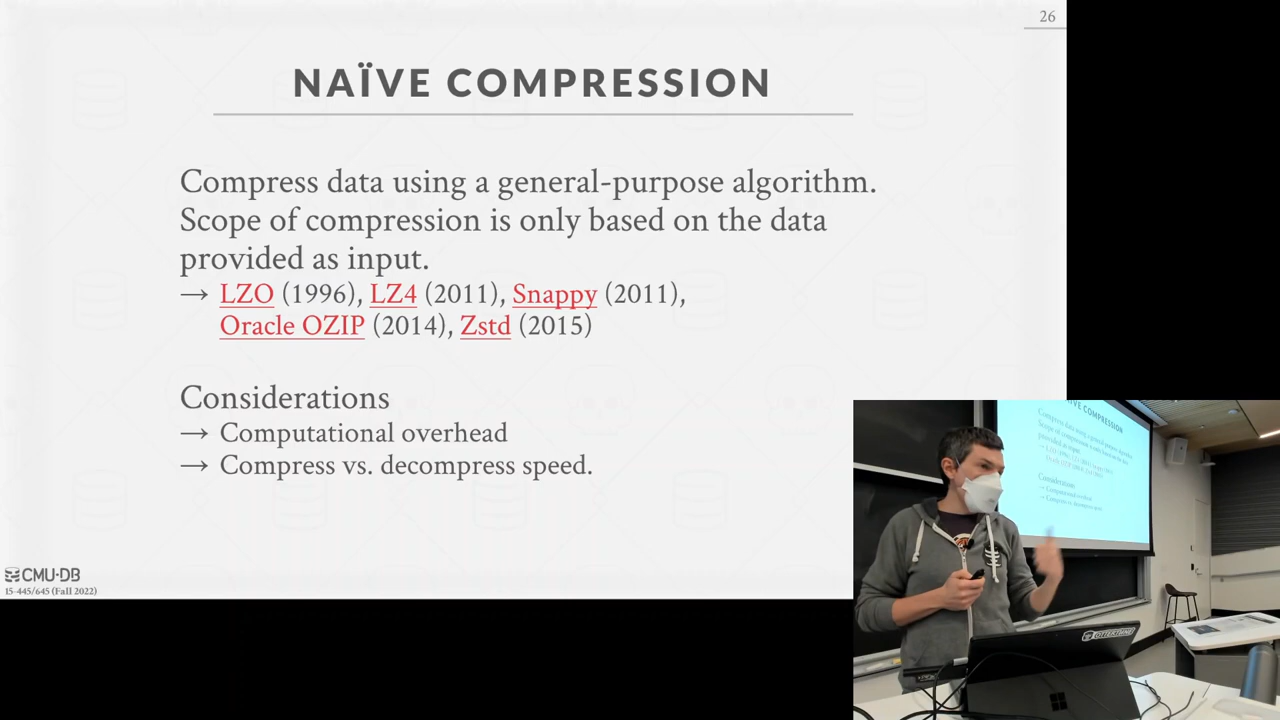 26
NAÏVE COMPRESSION
Compress data using a general-purpose algorithm.
Scope of compression is only based on the data
provided as input.
→ LZO (1996), LZ4 (2011), Snappy (2011),
Oracle OZIP (2014), Zstd (2015)
Considerations
→ Computational overhead
→ Compress vs. decompress speed.
CMU·DB
15-445/645 (Fall 2022)